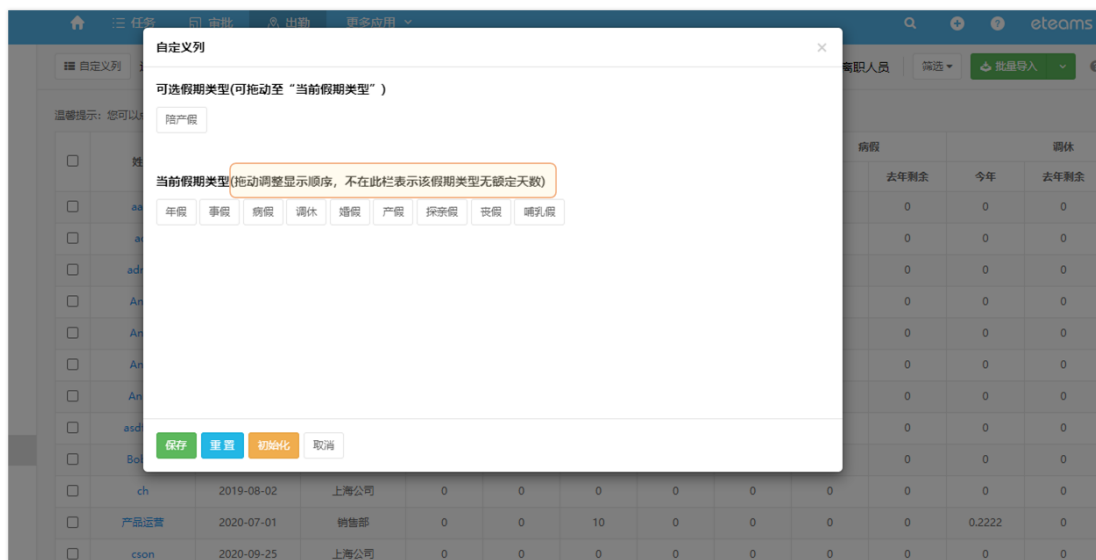 任务 审批 出勤 更多应用 eteams
自定义列 离职人员 筛选 批量导入
自定义列
可选假期类型(可拖动至“当前假期类型”)
陪产假
当前假期类型(拖动调整显示顺序，不在此栏表示该假期类型无额定天数)
年假 事假 病假 调休 婚假 产假 探亲假 丧假 哺乳假
保存 重置 初始化 取消
温馨提示：您可以
姓 病假 调休
去年剩余 今年 去年剩余
aa 0 0 0
0 0 0
adm 0 0 0
An 0 0 0
An 0 0 0
An 0 0 0
An 0 0 0
asdf 0 0 0
Bob 0 0 0
ch 2019-08-02 上海公司 0 0 0 0 0 0 0 0 0
产品运营 2020-07-01 销售部 0 0 10 0 0 0 0 0.2222 0
cson 2020-09-25 上海公司 0 0 0 0 0 0 0 0 0